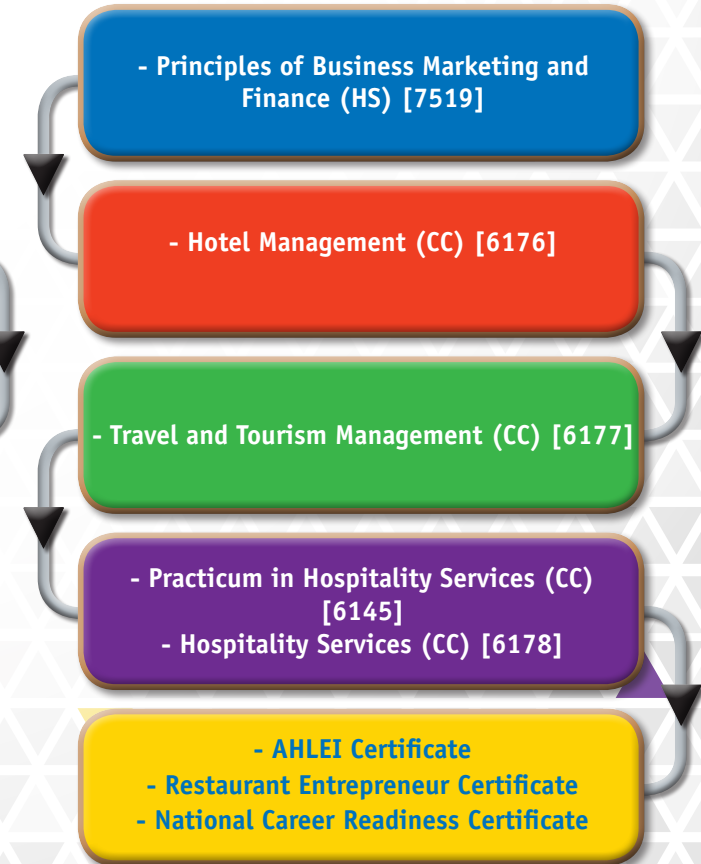 - Principles of Business Marketing and
Finance (HS) [7519]
- Hotel Management (CC) [6176]
- Travel and Tourism Management (CC) [6177]
- Practicum in Hospitality Services (CC)
[6145]
- Hospitality Services (CC) [6178]
- AHLEI Certificate
- Restaurant Entrepreneur Certificate
- National Career Readiness Certificate